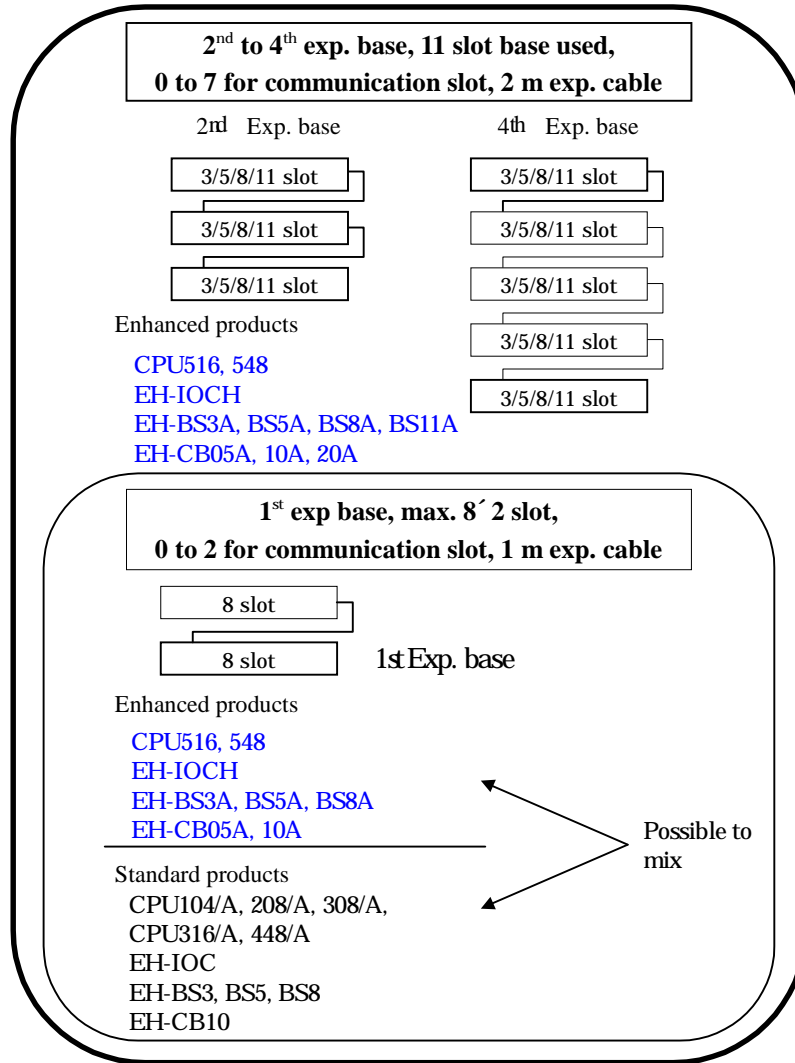 2nd to 4th exp. base, 11 slot base used,
0 to 7 for communication slot, 2 m exp. cable
2nd Exp. base
4th Exp. base
3/5/8/11 slot
3/5/8/11 slot
3/5/8/11 slot
3/5/8/11 slot
3/5/8/11 slot
3/5/8/11 slot
3/5/8/11 slot
3/5/8/11 slot
Enhanced products
CPU516, 548
EH-IOCH
EH-BS3A, BS5A, BS8A, BS11A
EH-CB05A, 10A, 20A
1st exp base, max. 8´ 2 slot,
0 to 2 for communication slot, 1 m exp. cable
8 slot
8 slot
1st Exp. base
Enhanced products
CPU516, 548
EH-IOCH
EH-BS3A, BS5A, BS8A
EH-CB05A, 10A
Possible to
mix
Standard products
CPU104/A, 208/A, 308/A,
CPU316/A, 448/A
EH-IOC
EH-BS3, BS5, BS8
EH-CB10